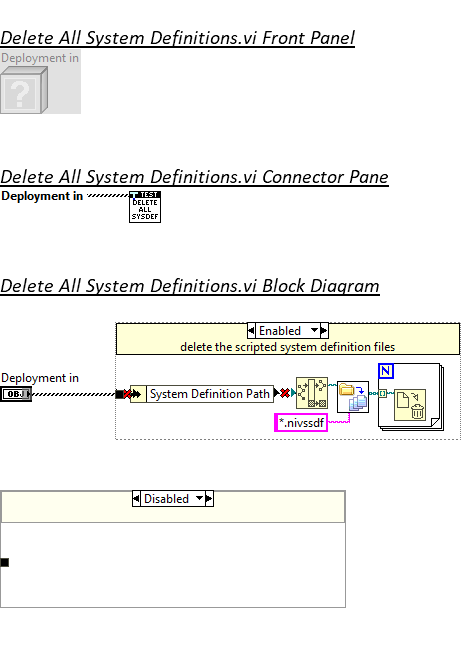 Delete All System Definitions.vi Front Panel
Deployment in
?
Delete All System Definitions.vi Connector Pane
Deployment in
TEST
DELETE
ALL
SYSDEF
Delete All System Definitions.vi Block Diagram
Enabled
delete the scripted system definition files
Deployment in
OBJ
System Definition Path
N
*.nivssdf
Disabled